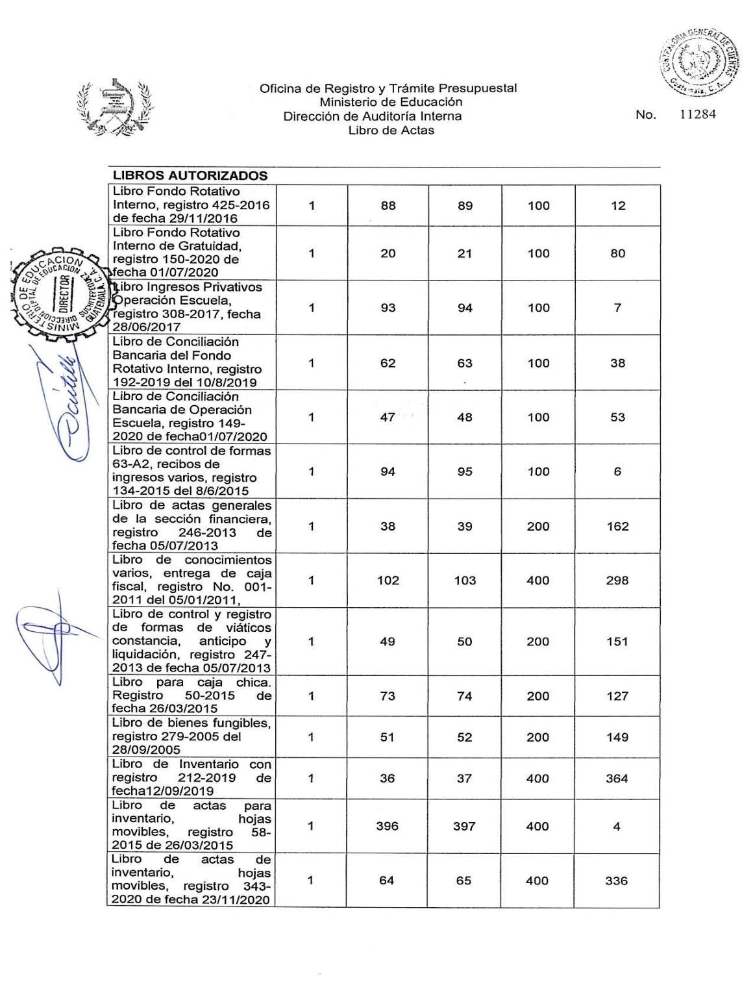 CONTRALORIA GENERAL DE CUENTAS
Guatemala, C. A.
Oficina de Registro y Trámite Presupuestal
Ministerio de Educación
Dirección de Auditoría Interna
Libro de Actas
No. 11284
LIBROS AUTORIZADOS
Libro Fondo Rotativo
Interno, registro 425-2016
de fecha 29/11/2016
1 88 89 100 12
Libro Fondo Rotativo
Interno de Gratuidad,
registro 150-2020 de
fecha 01/07/2020
1 20 21 100 80
MINISTERIO DE EDUCACION
DIRECCION DEPTAL DE EDUCACION
DIRECTOR
SUCHITEPEQUEZ
GUATEMALA, C. A.
Libro Ingresos Privativos
Operación Escuela,
registro 308-2017, fecha
28/06/2017
1 93 94 100 7
Libro de Conciliación
Bancaria del Fondo
Rotativo Interno, registro
192-2019 del 10/8/2019
1 62 63 100 38
Libro de Conciliación
Bancaria de Operación
Escuela, registro 149-
2020 de fecha01/07/2020
1 47 48 100 53
Libro de control de formas
63-A2, recibos de
ingresos varios, registro
134-2015 del 8/6/2015
1 94 95 100 6
Libro de actas generales
de la sección financiera,
registro 246-2013 de
fecha 05/07/2013
1 38 39 200 162
Libro de conocimientos
varios, entrega de caja
fiscal, registro No. 001-
2011 del 05/01/2011,
1 102 103 400 298
Libro de control y registro
de formas de viáticos
constancia, anticipo y
liquidación, registro 247-
2013 de fecha 05/07/2013
1 49 50 200 151
Libro para caja chica.
Registro 50-2015 de
fecha 26/03/2015
1 73 74 200 127
Libro de bienes fungibles,
registro 279-2005 del
28/09/2005
1 51 52 200 149
Libro de Inventario con
registro 212-2019 de
fecha12/09/2019
1 36 37 400 364
Libro de actas para
inventario, hojas
movibles, registro 58-
2015 de 26/03/2015
1 396 397 400 4
Libro de actas de
inventario, hojas
movibles, registro 343-
2020 de fecha 23/11/2020
1 64 65 400 336